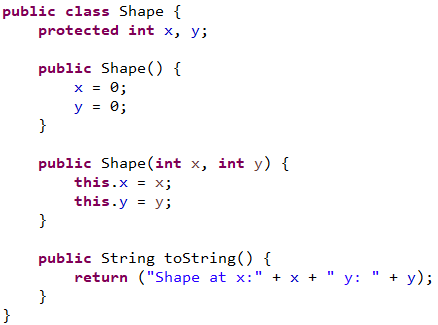 public class Shape {
    protected int x, y;

    public Shape() {
        x = 0;
        y = 0;
    }

    public Shape(int x, int y) {
        this.x = x;
        this.y = y;
    }

    public String toString() {
        return ("Shape at x:" + x + " y: " + y);
    }
}